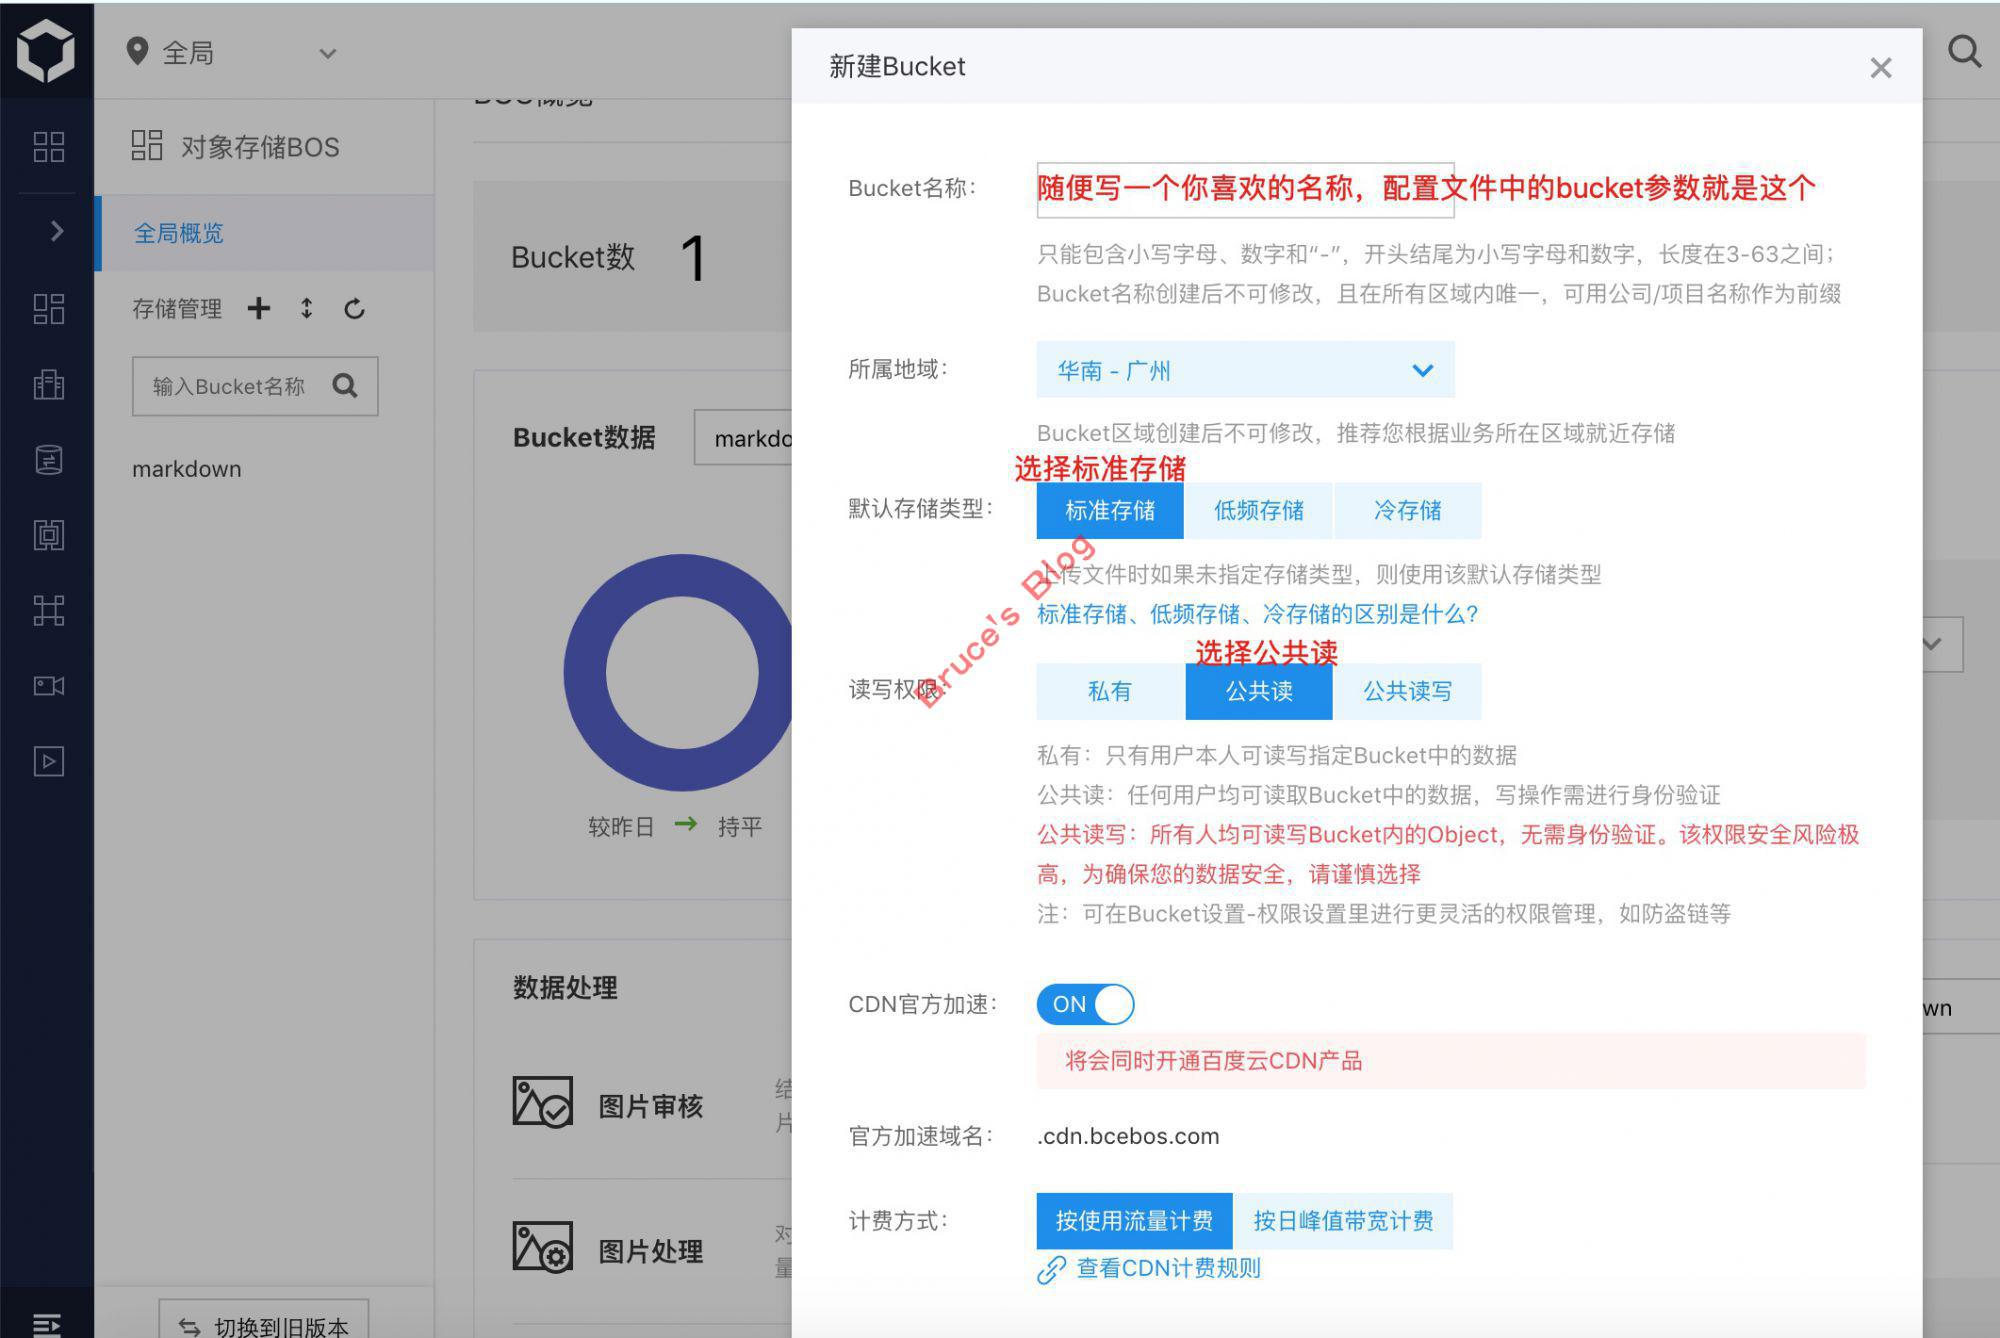 全局
对象存储BOS
全局概览
存储管理
输入Bucket名称
markdown
切换到旧版本
Bucket数 1
Bucket数据
markdo
较昨日 → 持平
数据处理
图片审核
结
片
图片处理
对
量
新建Bucket
Bucket名称：
随便写一个你喜欢的名称，配置文件中的bucket参数就是这个
只能包含小写字母、数字和“-”，开头结尾为小写字母和数字，长度在3-63之间；
Bucket名称创建后不可修改，且在所有区域内唯一，可用公司/项目名称作为前缀
所属地域：
华南 - 广州
Bucket区域创建后不可修改，推荐您根据业务所在区域就近存储
选择标准存储
默认存储类型：
标准存储 低频存储 冷存储
上传文件时如果未指定存储类型，则使用该默认存储类型
标准存储、低频存储、冷存储的区别是什么？
Bruce's Blog
选择公共读
读写权限：
私有 公共读 公共读写
私有：只有用户本人可读写指定Bucket中的数据
公共读：任何用户均可读取Bucket中的数据，写操作需进行身份验证
公共读写：所有人均可读写Bucket内的Object，无需身份验证。该权限安全风险极
高，为确保您的数据安全，请谨慎选择
注：可在Bucket设置-权限设置里进行更灵活的权限管理，如防盗链等
CDN官方加速：
ON
将会同时开通百度云CDN产品
官方加速域名：
.cdn.bcebos.com
计费方式：
按使用流量计费 按日峰值带宽计费
查看CDN计费规则
wn